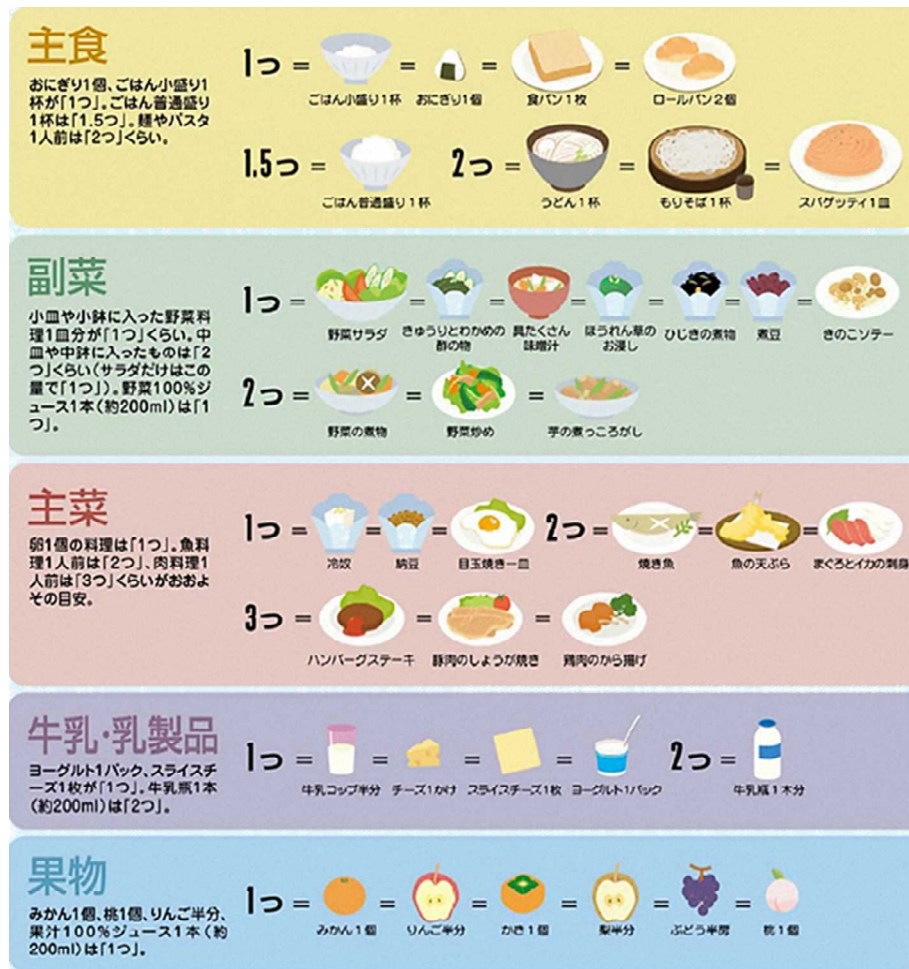 主食
おにぎり1個、ごはん小盛り1
杯が「1つ」。ごはん普通盛り
1杯は「1.5つ」。麺やパスタ
1人前は「2つ」くらい。
1つ = = = =
ごはん小盛り1杯 おにぎり1個 食パン1枚 ロールパン2個
1.5つ = 2つ = = =
ごはん普通盛り1杯 うどん1杯 もりそば1杯 スパゲッティ1皿
副菜
小皿や小鉢に入った野菜料
理1皿分が「1つ」くらい。中
皿や中鉢に入ったものは「2
つ」くらい(サラダだけはこの
量で「1つ」)。野菜100%ジ
ュース1本(約200ml)は「1
つ」。
1つ = = = = = = =
野菜サラダ きゅうりとわかめの酢の物 具たくさん味噌汁 ほうれん草のお浸し ひじきの煮物 煮豆 きのこソテー
2つ = = =
野菜の煮物 野菜炒め 芋の煮っころがし
主菜
卵1個の料理は「1つ」。魚料
理1人前は「2つ」、肉料理1
人前は「3つ」くらいがおおよ
その目安。
1つ = = = 2つ = = =
冷奴 納豆 目玉焼き一皿 焼き魚 魚の天ぷら まぐろとイカの刺身
3つ = = =
ハンバーグステーキ 豚肉のしょうが焼き 鶏肉のから揚げ
牛乳・乳製品
ヨーグルト1パック、スライスチ
ーズ1枚が「1つ」。牛乳瓶1本
(約200ml)は「2つ」。
1つ = = = = 2つ =
牛乳コップ半分 チーズ1かけ スライスチーズ1枚 ヨーグルト1パック 牛乳瓶1本分
果物
みかん1個、桃1個、りんご半分、
果汁100%ジュース1本(約
200ml)は「1つ」。
1つ = = = = = =
みかん1個 りんご半分 かき1個 梨半分 ぶどう半房 桃1個